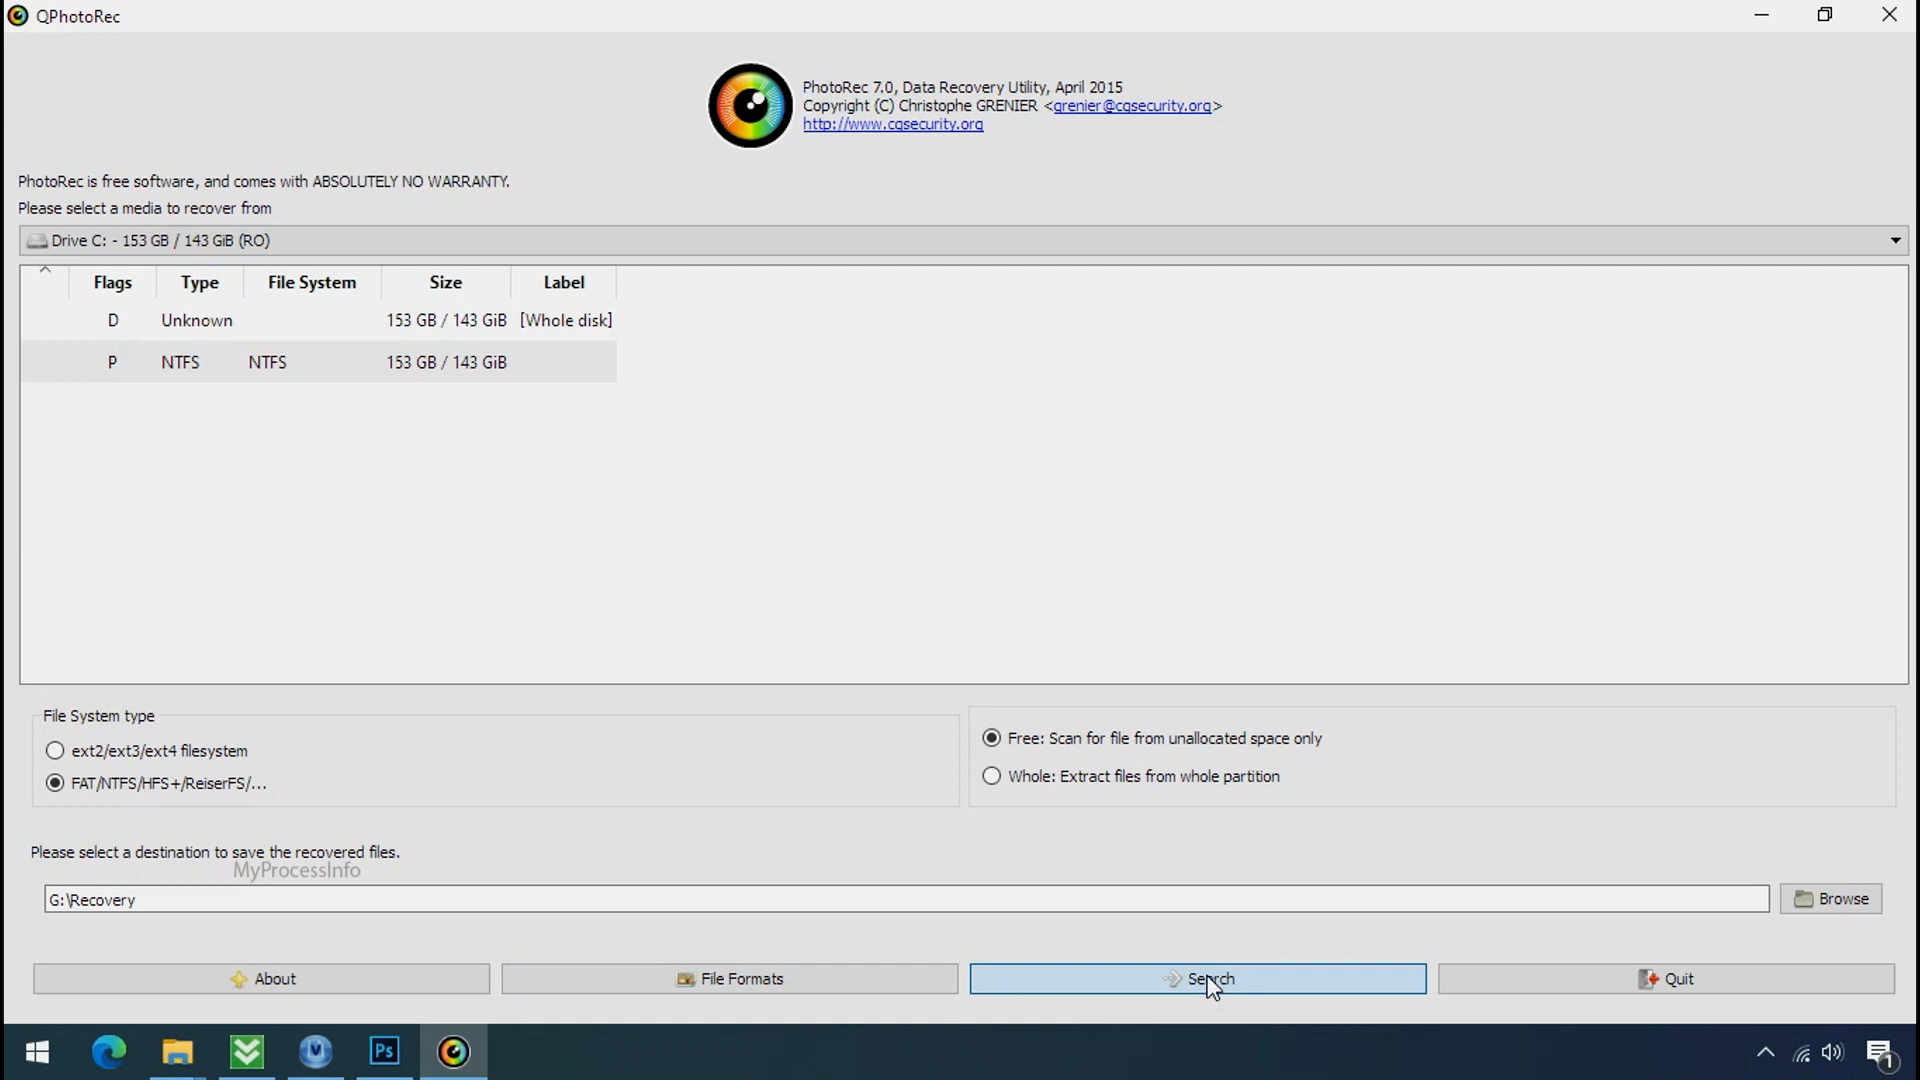 QPhotoRec
PhotoRec 7.0, Data Recovery Utility, April 2015
Copyright (C) Christophe GRENIER <grenier@cgsecurity.org>
http://www.cgsecurity.org
PhotoRec is free software, and comes with ABSOLUTELY NO WARRANTY.
Please select a media to recover from
Drive C: - 153 GB / 143 GiB (RO)
Flags Type File System Size Label
D Unknown 153 GB / 143 GiB [Whole disk]
P NTFS NTFS 153 GB / 143 GiB
File System type
ext2/ext3/ext4 filesystem
FAT/NTFS/HFS+/ReiserFS/...
Free: Scan for file from unallocated space only
Whole: Extract files from whole partition
Please select a destination to save the recovered files.
MyProcessInfo
G:\Recovery
Browse
About File Formats Search Quit
Ps
1